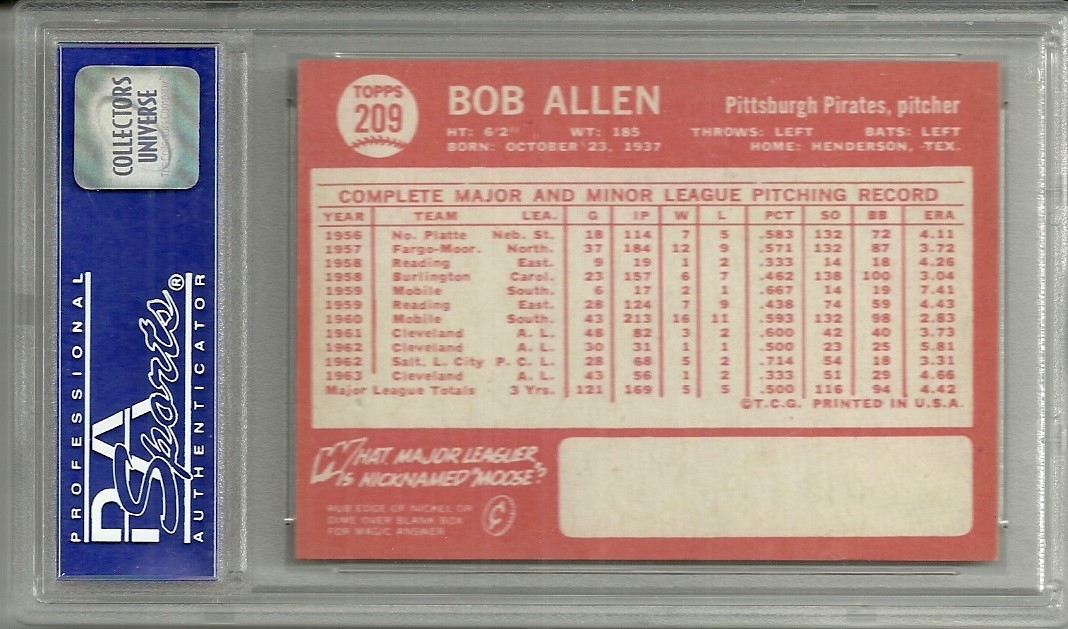 COLLECTORS
UNIVERSE
PROFESSIONAL
PSA
Sports®
AUTHENTICATOR
TOPPS
209
BOB ALLEN
Pittsburgh Pirates, pitcher
HT: 6'2" WT: 185 THROWS: LEFT BATS: LEFT
BORN: OCTOBER 23, 1937 HOME: HENDERSON, TEX.
COMPLETE MAJOR AND MINOR LEAGUE PITCHING RECORD
YEAR TEAM LEA. G IP W L PCT SO BB ERA
1956 No. Platte Neb. St. 18 114 7 5 .583 132 72 4.11
1957 Fargo-Moor. North. 37 184 12 9 .571 132 87 3.72
1958 Reading East. 9 19 1 2 .333 14 18 4.26
1958 Burlington Carol. 23 157 6 7 .462 138 100 3.04
1959 Mobile South. 6 17 2 1 .667 14 19 7.41
1959 Reading East. 28 124 7 9 .438 74 59 4.43
1960 Mobile South. 43 213 16 11 .593 132 98 2.83
1961 Cleveland A. L. 48 82 3 2 .600 42 40 3.73
1962 Cleveland A. L. 30 31 1 1 .500 23 25 5.81
1962 Salt. L. City P. C. L. 28 68 5 2 .714 54 18 3.31
1963 Cleveland A. L. 43 56 1 2 .333 51 29 4.66
Major League Totals 3 Yrs. 121 169 5 5 .500 116 94 4.42
©T.C.G. PRINTED IN U.S.A.
WHAT MAJOR LEAGUER
IS NICKNAMED "MOOSE"?
RUB EDGE OF NICKEL OR
DIME OVER BLANK BOX
FOR MAGIC ANSWER